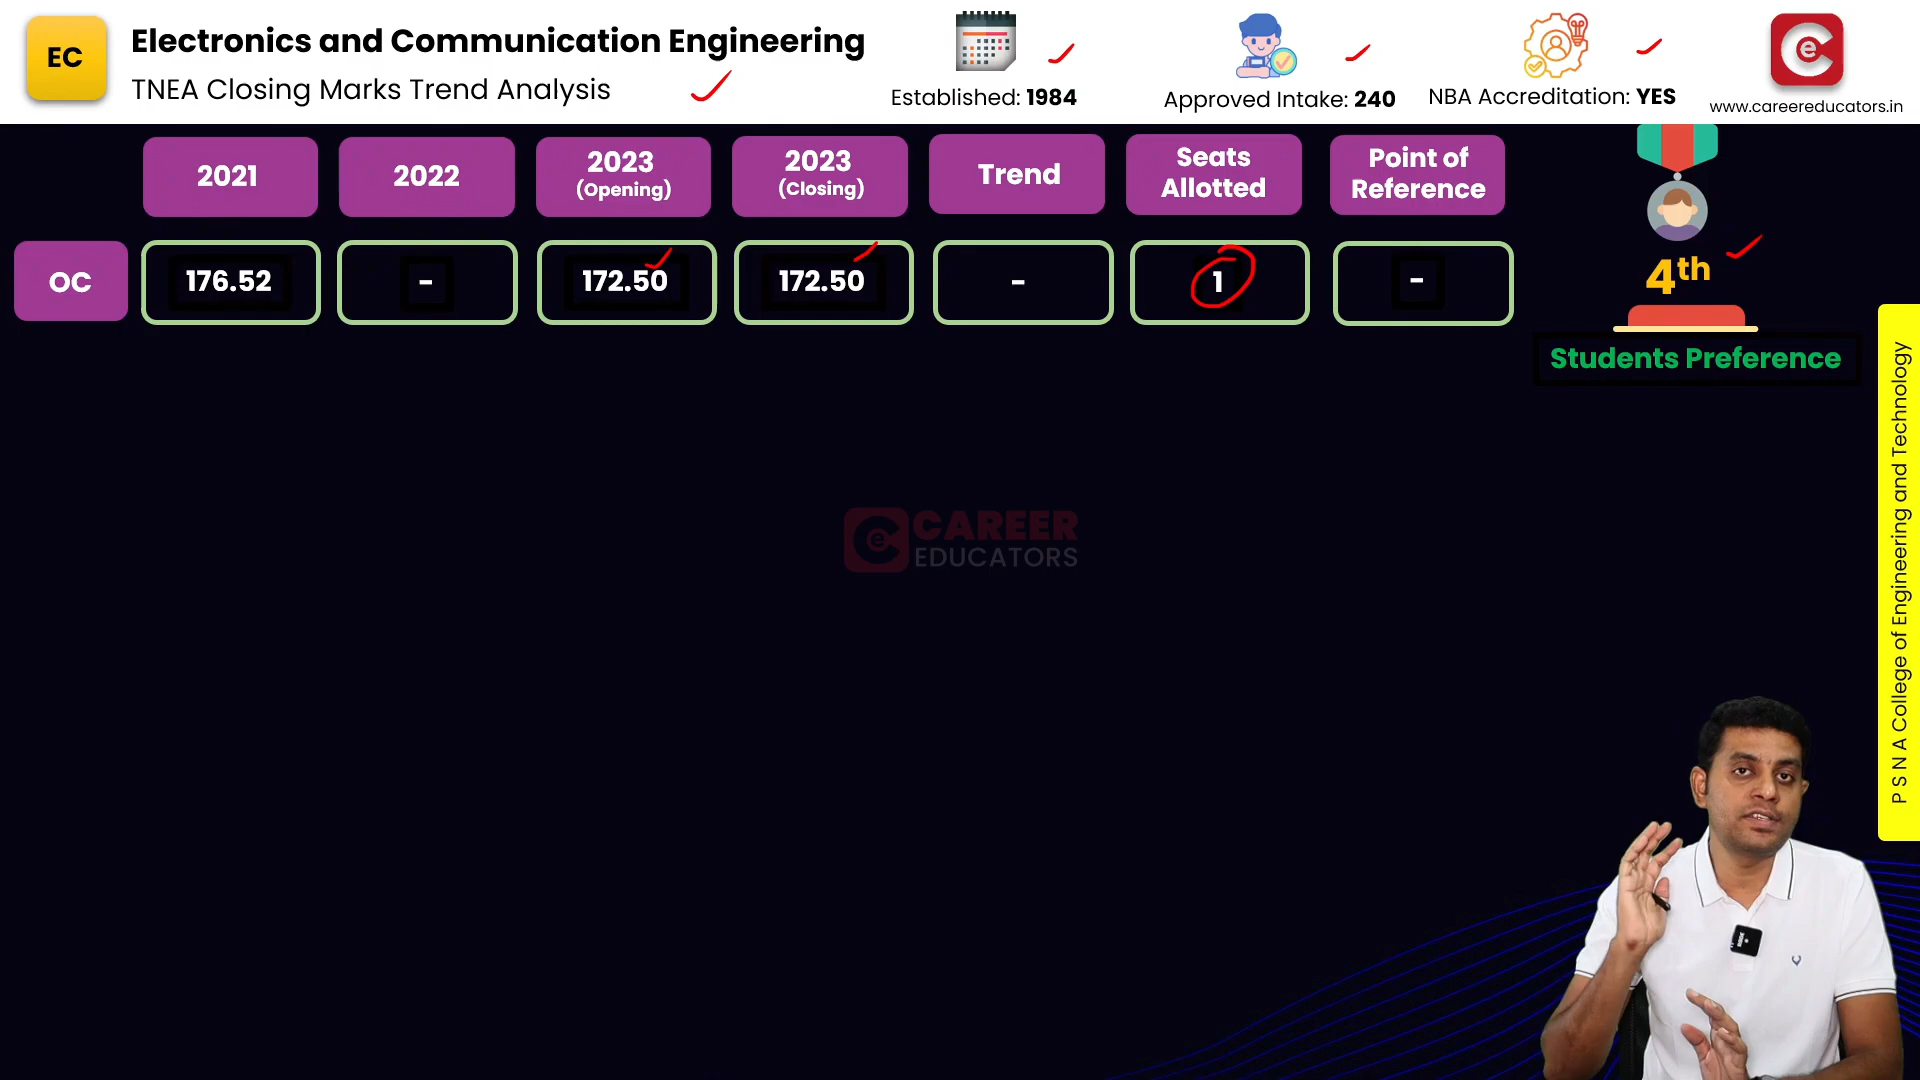 EC
Electronics and Communication Engineering
TNEA Closing Marks Trend Analysis
Established: 1984
Approved Intake: 240
NBA Accreditation: YES
e
www.careereducators.in
2021
2022
2023
(Opening)
2023
(Closing)
Trend
Seats
Allotted
Point of
Reference
OC
176.52
-
172.50
172.50
-
1
-
4th
Students Preference
P S N A College of Engineering and Technology
e
CAREER
EDUCATORS